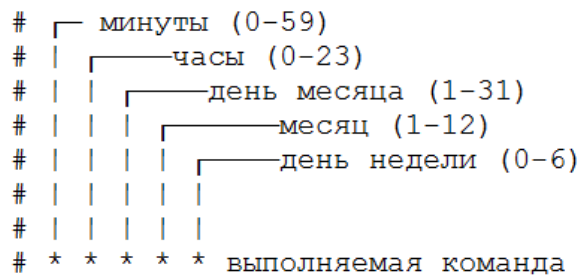 # ┌─ минуты (0-59)
# | ┌────часы (0-23)
# | | ┌────день месяца (1-31)
# | | | ┌─────месяц (1-12)
# | | | | ┌────день недели (0-6)
# | | | | |
# | | | | |
# * * * * * выполняемая команда